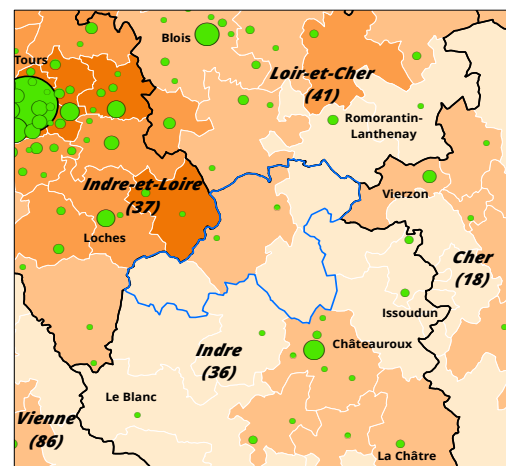 Blois
Tours
Loir-et-Cher
(41)
Romorantin-
Lanthenay
Indre-et-Loire
(37)
Vierzon
Loches
Cher
(18)
Issoudun
Indre
(36)
Châteauroux
Le Blanc
Vienne
(86)
La Châtre